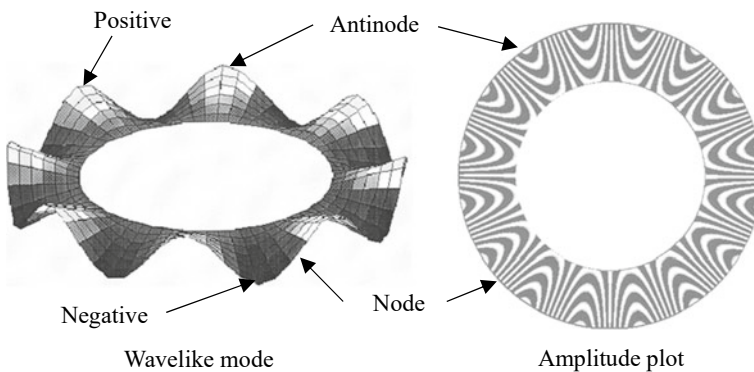 Positive
Antinode
Negative
Node
Wavelike mode
Amplitude plot